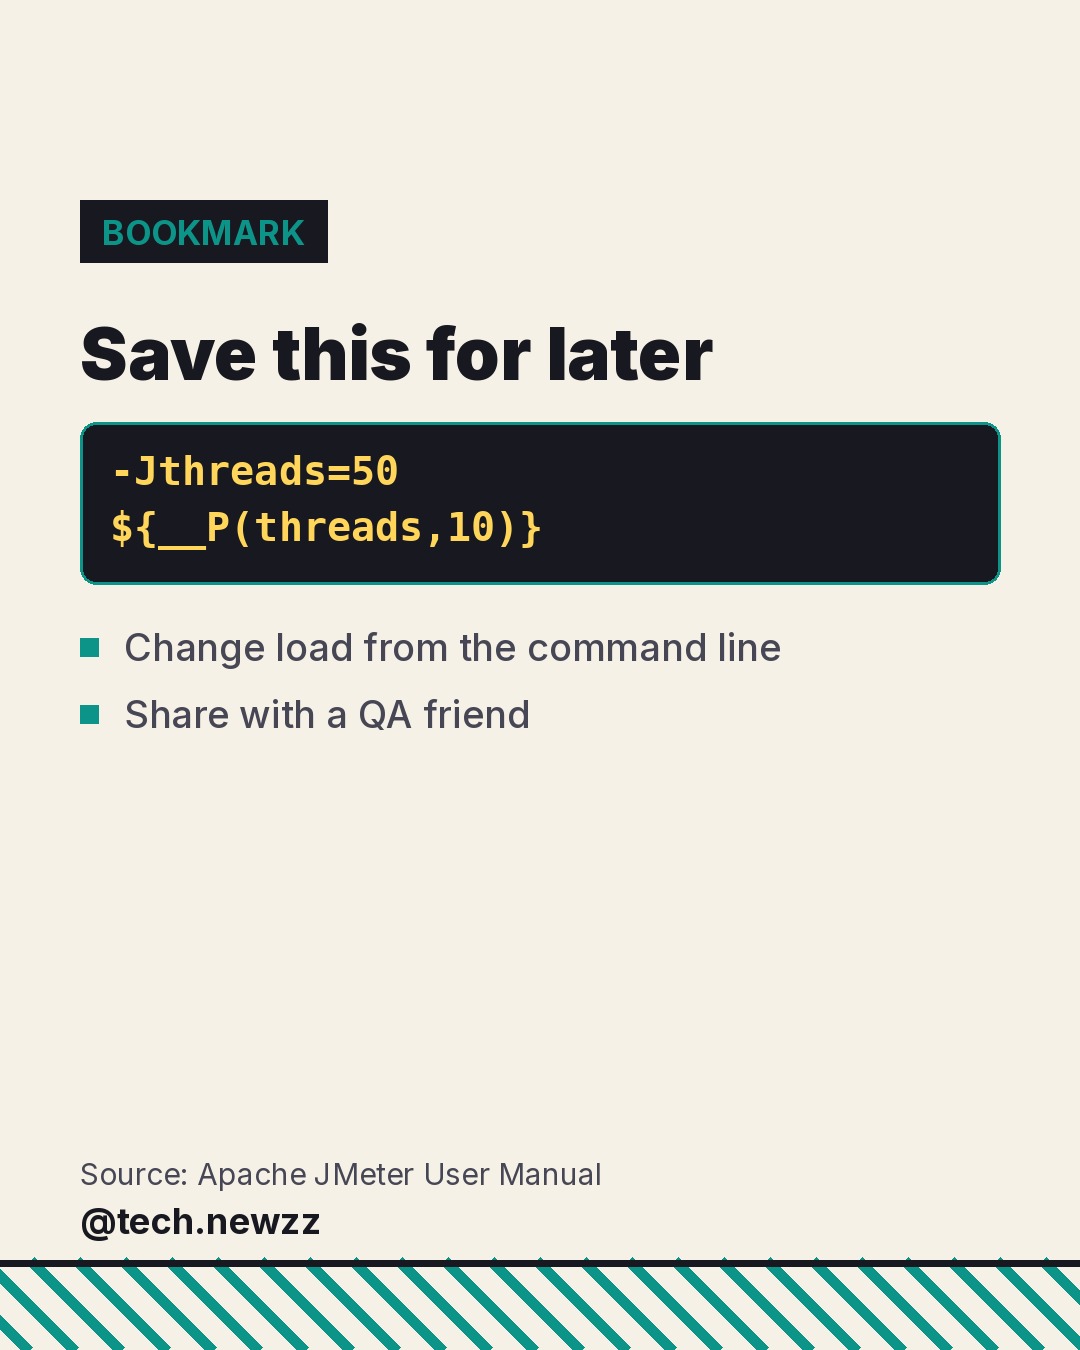 BOOKMARK
Save this for later
-Jthreads=50
${__P(threads,10)}
Change load from the command line
Share with a QA friend
Source: Apache JMeter User Manual
@tech.newzz